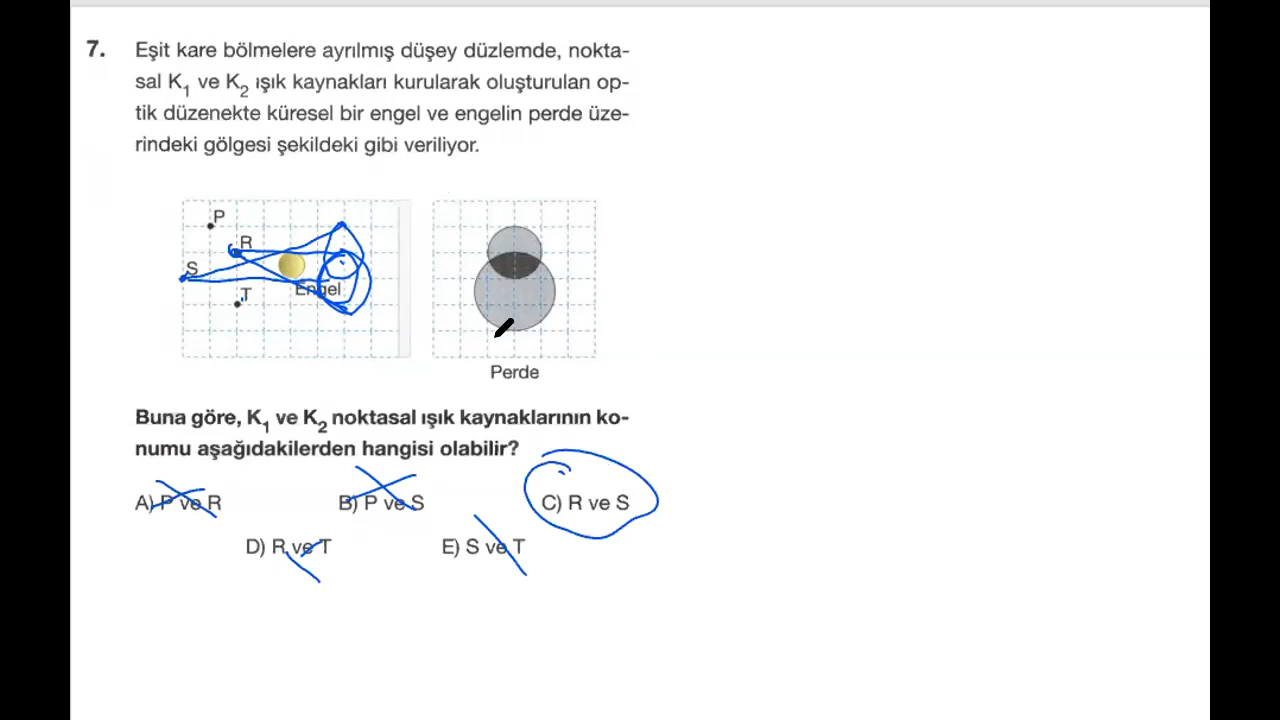 7. Eşit kare bölmelere ayrılmış düşey düzlemde, nokta-
sal K₁ ve K₂ ışık kaynakları kurularak oluşturulan op-
tik düzenekte küresel bir engel ve engelin perde üze-
rindeki gölgesi şekildeki gibi veriliyor.
P
R
S
T
Engel
Perde
Buna göre, K₁ ve K₂ noktasal ışık kaynaklarının ko-
numu aşağıdakilerden hangisi olabilir?
A) P ve R B) P ve S C) R ve S
D) R ve T E) S ve T